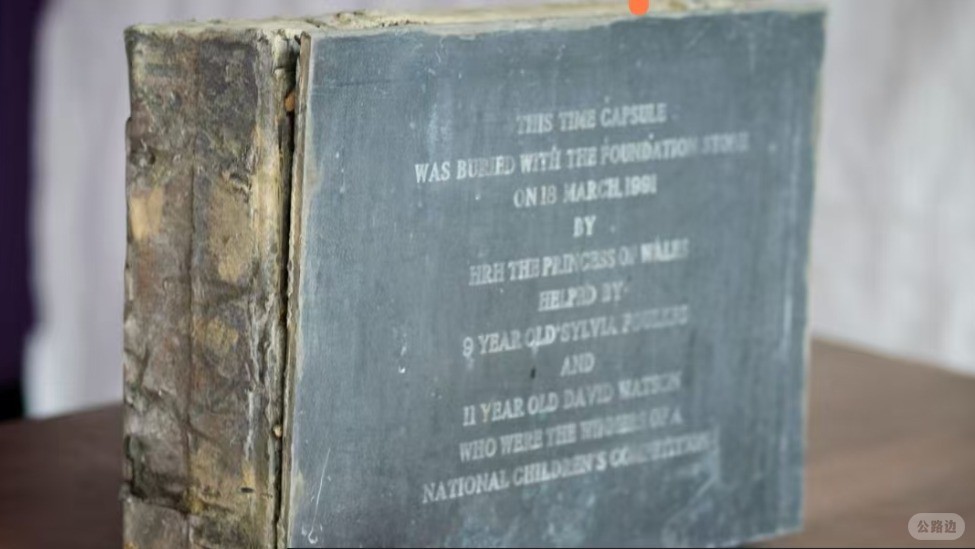 THIS TIME CAPSULE
WAS BURIED WITH THE FOUNDATION STONE
ON 18 MARCH, 1991
BY
HRH THE PRINCESS OF WALES
HELPED BY
9 YEAR OLD SYLVIA FOULKES
AND
11 YEAR OLD DAVID WATSON
WHO WERE THE WINNERS OF A
NATIONAL CHILDREN'S COMPETITION
公路边